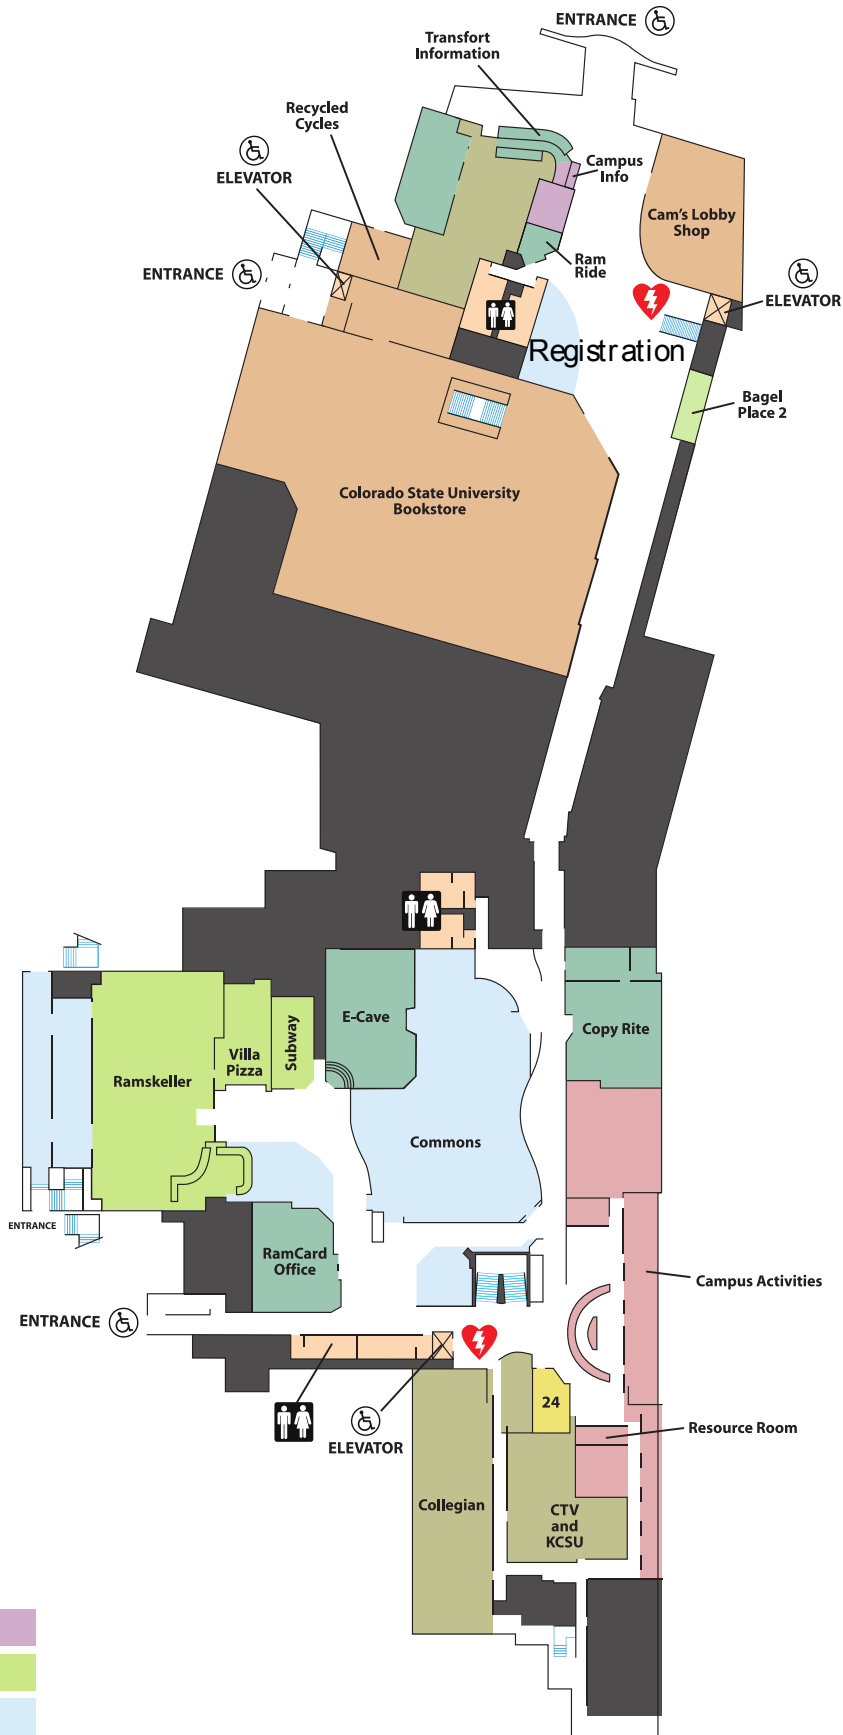 ENTRANCE
Transfort
Information
Recycled
Cycles
ELEVATOR
Campus
Info
Cam's Lobby
Shop
ENTRANCE
Ram
Ride
ELEVATOR
Registration
Bagel
Place 2
Colorado State University
Bookstore
E-Cave
Copy Rite
Subway
Villa
Pizza
Ramskeller
Commons
ENTRANCE
RamCard
Office
Campus Activities
ENTRANCE
24
ELEVATOR
Resource Room
Collegian
CTV
and
KCSU